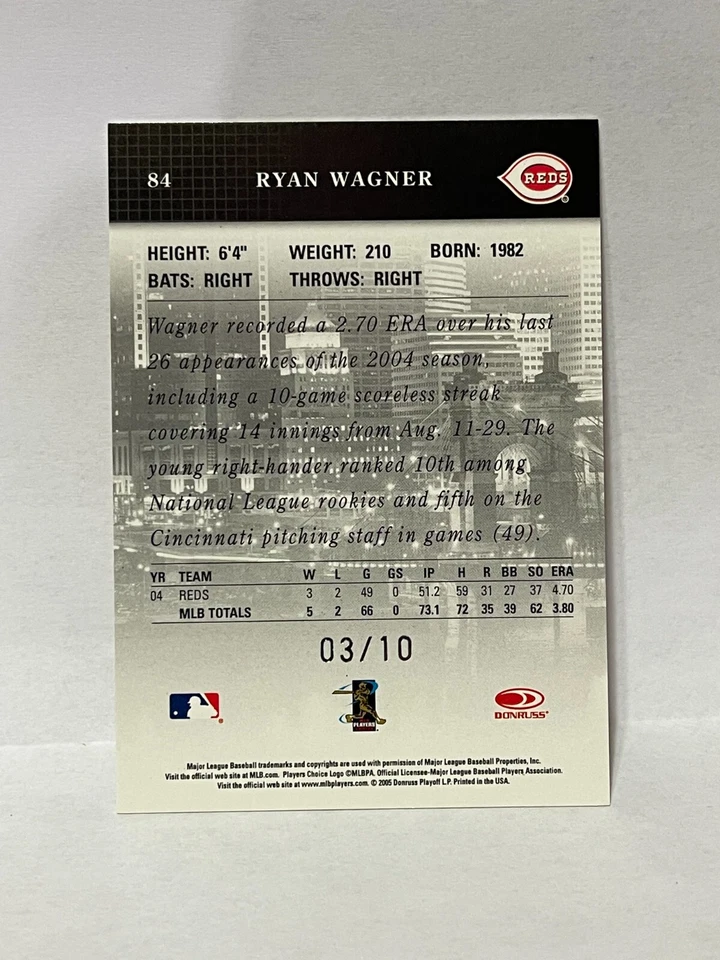 84 RYAN WAGNER REDS
HEIGHT: 6'4" WEIGHT: 210 BORN: 1982
BATS: RIGHT THROWS: RIGHT
Wagner recorded a 2.70 ERA over his last
26 appearances of the 2004 season,
including a 10-game scoreless streak
covering 14 innings from Aug. 11-29. The
young right-hander ranked 10th among
National League rookies and fifth on the
Cincinnati pitching staff in games (49).
YR TEAM W L G GS IP H R BB SO ERA
04 REDS 3 2 49 0 51.2 59 31 27 37 4.70
MLB TOTALS 5 2 66 0 73.1 72 35 39 62 3.80
03/10
PLAYERS
DONRUSS
Major League Baseball trademarks and copyrights are used with permission of Major League Baseball Properties, Inc.
Visit the official web site at MLB.com. Players Choice Logo ©MLBPA, Official Licensee-Major League Baseball Players Association.
Visit the official web site at www.mlbplayers.com. © 2005 Donruss Playoff L.P. Printed in the USA.